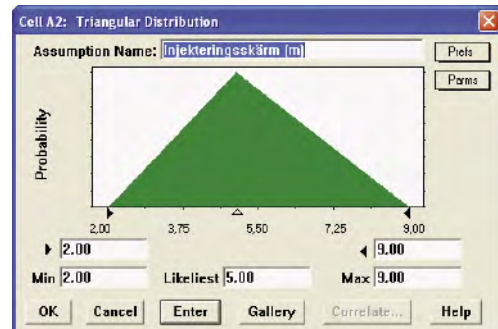 Cell A2: Triangular Distribution
Assumption Name: Injekteringsskärm (m)
Prefs
Parms
Probability
2,00 3,75 5,50 7,25 9,00
2.00 9.00
Min 2.00 Likeliest 5.00 Max 9.00
OK Cancel Enter Gallery Correlate... Help